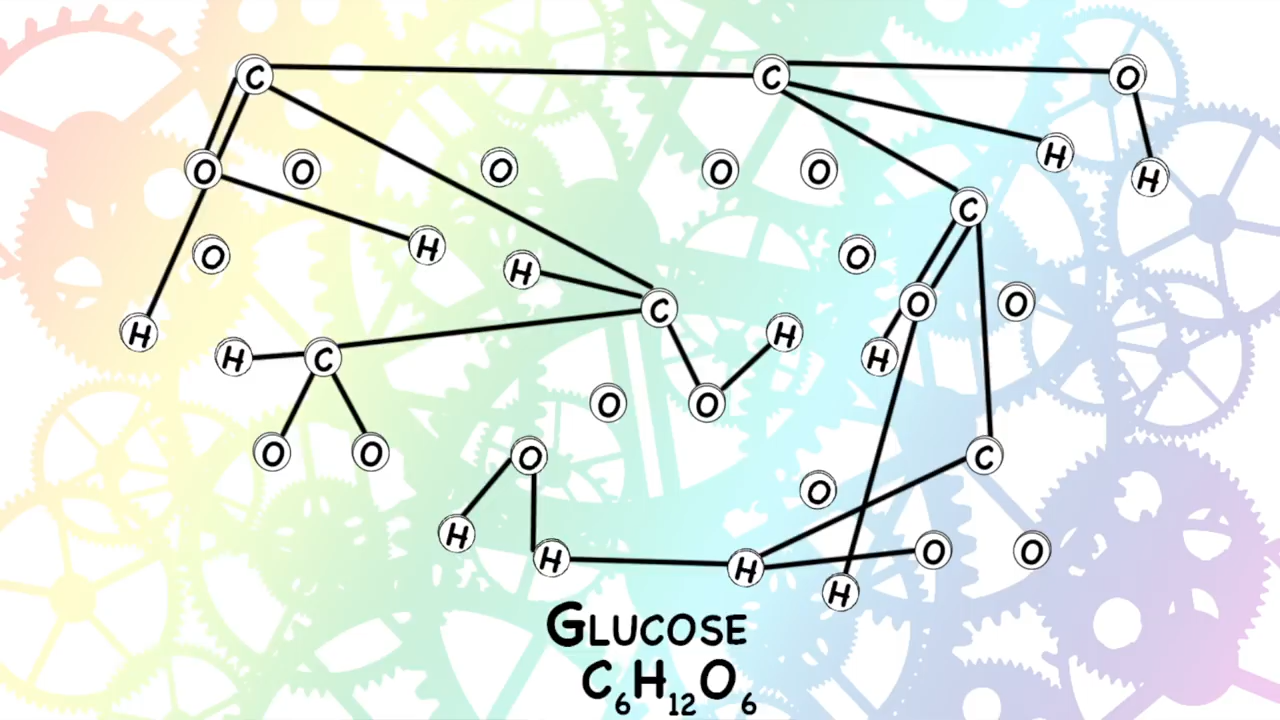 C C O
O O O O O H H
C
O H H O
C O O
H H C H H
O O
O O O
O C
O
H H H O O
H
GLUCOSE
C₆H₁₂O₆